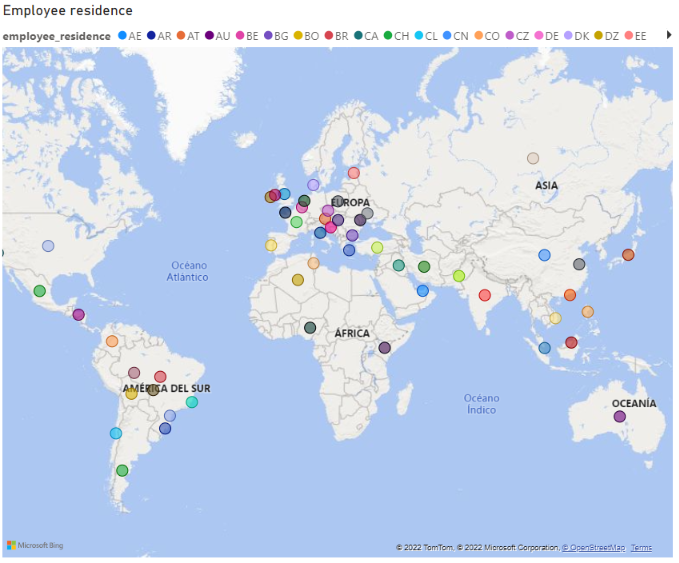 Employee residence
employee_residence AE AR AT AU BE BG BO BR CA CH CL CN CO CZ DE DK DZ EE
EUROPA
ASIA
Océano
Atlántico
ÁFRICA
AMÉRICA DEL SUR
Océano
Índico
OCEANÍA
Microsoft Bing
© 2022 TomTom, © 2022 Microsoft Corporation, © OpenStreetMap Terms